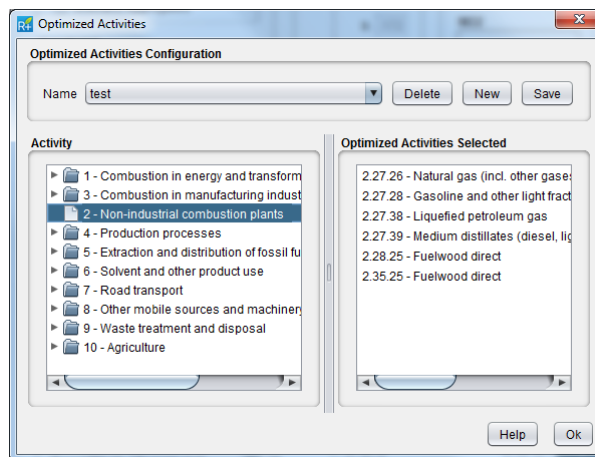 R+ Optimized Activities
Optimized Activities Configuration
Name test Delete New Save
Activity
1 - Combustion in energy and transform
3 - Combustion in manufacturing indust
2 - Non-industrial combustion plants
4 - Production processes
5 - Extraction and distribution of fossil fu
6 - Solvent and other product use
7 - Road transport
8 - Other mobile sources and machinery
9 - Waste treatment and disposal
10 - Agriculture
Optimized Activities Selected
2.27.26 - Natural gas (incl. other gases
2.27.28 - Gasoline and other light fract
2.27.38 - Liquefied petroleum gas
2.27.39 - Medium distillates (diesel, lig
2.28.25 - Fuelwood direct
2.35.25 - Fuelwood direct
Help Ok